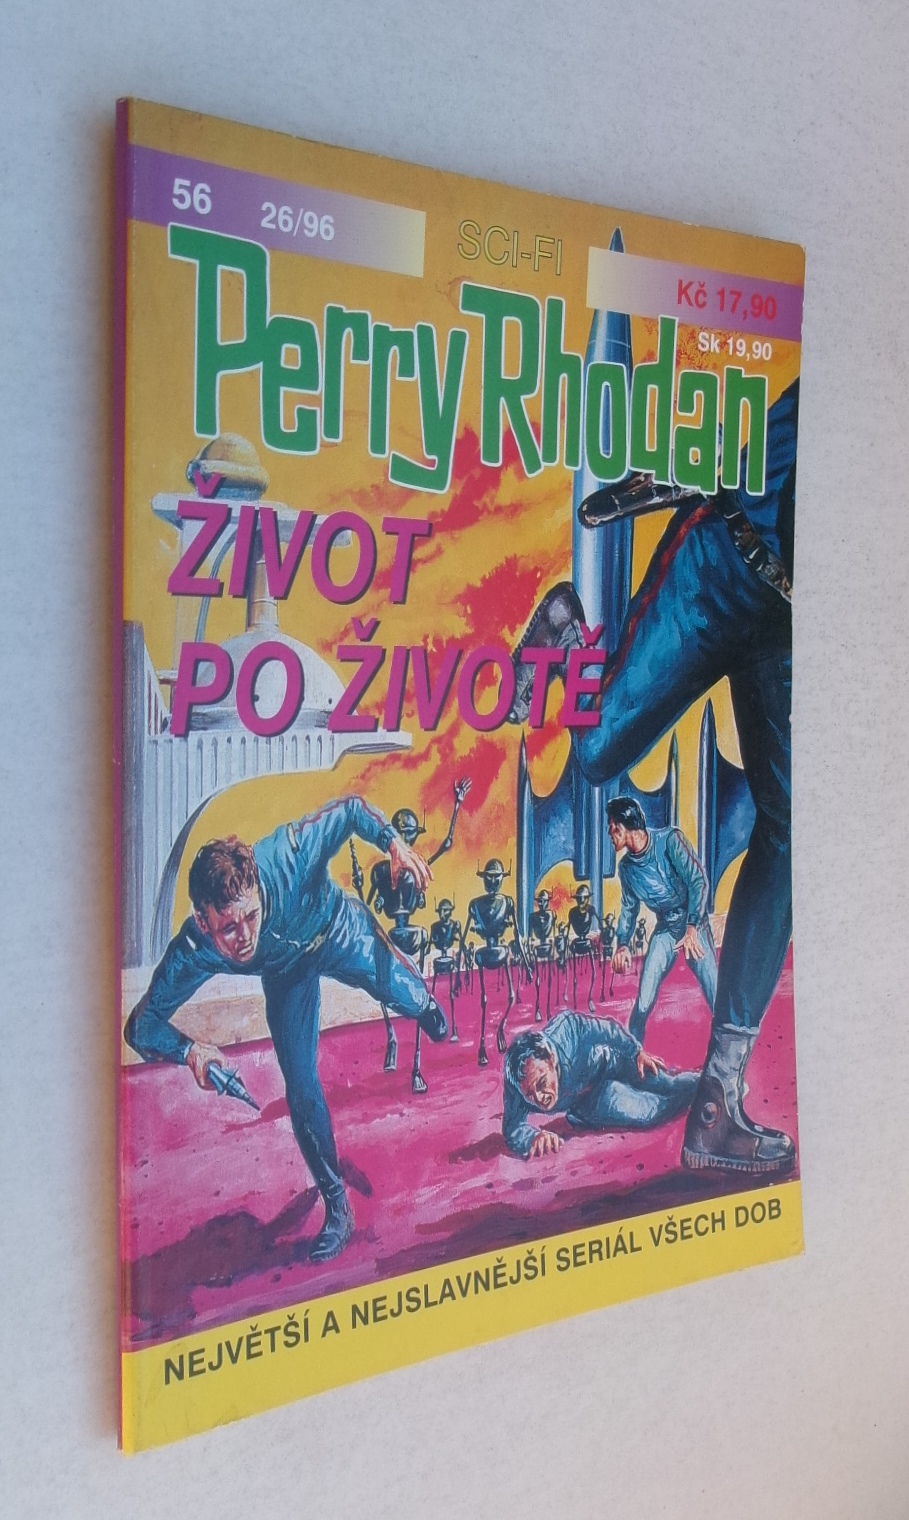 56 26/96
SCI-FI
Kč 17,90
Sk 19,90
Perry Rhodan
ŽIVOT
PO ŽIVOTĚ
NEJVĚTŠÍ A NEJSLAVNĚJŠÍ SERIÁL VŠECH DOB